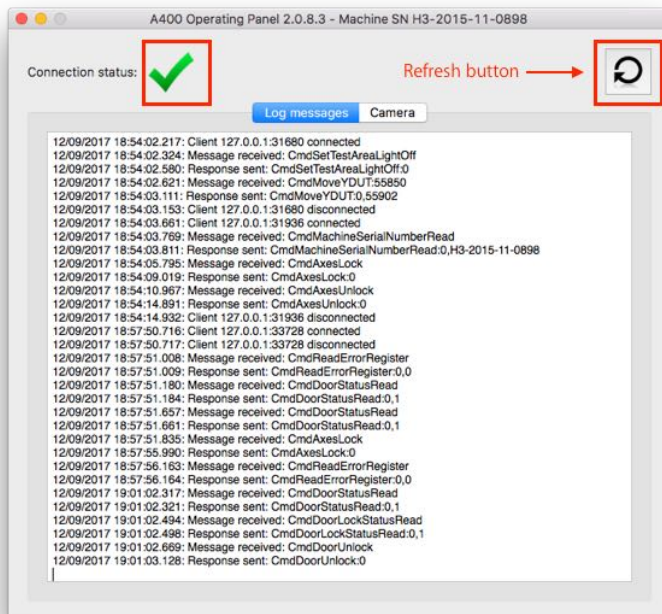 A400 Operating Panel 2.0.8.3 - Machine SN H3-2015-11-0898
Connection status:
Refresh button
Log messages
Camera
12/09/2017 18:54:02.217: Client 127.0.0.1:31680 connected
12/09/2017 18:54:02.324: Message received: CmdSetTestAreaLightOff
12/09/2017 18:54:02.580: Response sent: CmdSetTestAreaLightOff:0
12/09/2017 18:54:02.621: Message received: CmdMoveYDUT:55850
12/09/2017 18:54:03.111: Response sent: CmdMoveYDUT:0,55902
12/09/2017 18:54:03.153: Client 127.0.0.1:31680 disconnected
12/09/2017 18:54:03.661: Client 127.0.0.1:31936 connected
12/09/2017 18:54:03.769: Message received: CmdMachineSerialNumberRead
12/09/2017 18:54:03.811: Response sent: CmdMachineSerialNumberRead:0,H3-2015-11-0898
12/09/2017 18:54:05.795: Message received: CmdAxesLock
12/09/2017 18:54:09.019: Response sent: CmdAxesLock:0
12/09/2017 18:54:10.967: Message received: CmdAxesUnlock
12/09/2017 18:54:14.891: Response sent: CmdAxesUnlock:0
12/09/2017 18:54:14.932: Client 127.0.0.1:31936 disconnected
12/09/2017 18:57:50.716: Client 127.0.0.1:33728 connected
12/09/2017 18:57:50.717: Client 127.0.0.1:33728 disconnected
12/09/2017 18:57:51.008: Message received: CmdReadErrorRegister
12/09/2017 18:57:51.009: Response sent: CmdReadErrorRegister:0,0
12/09/2017 18:57:51.180: Message received: CmdDoorStatusRead
12/09/2017 18:57:51.184: Response sent: CmdDoorStatusRead:0,1
12/09/2017 18:57:51.657: Message received: CmdDoorStatusRead
12/09/2017 18:57:51.661: Response sent: CmdDoorStatusRead:0,1
12/09/2017 18:57:51.835: Message received: CmdAxesLock
12/09/2017 18:57:55.990: Response sent: CmdAxesLock:0
12/09/2017 18:57:56.163: Message received: CmdReadErrorRegister
12/09/2017 18:57:56.164: Response sent: CmdReadErrorRegister:0,0
12/09/2017 19:01:02.317: Message received: CmdDoorStatusRead
12/09/2017 19:01:02.321: Response sent: CmdDoorStatusRead:0,1
12/09/2017 19:01:02.494: Message received: CmdDoorLockStatusRead
12/09/2017 19:01:02.498: Response sent: CmdDoorLockStatusRead:0,1
12/09/2017 19:01:02.669: Message received: CmdDoorUnlock
12/09/2017 19:01:03.128: Response sent: CmdDoorUnlock:0